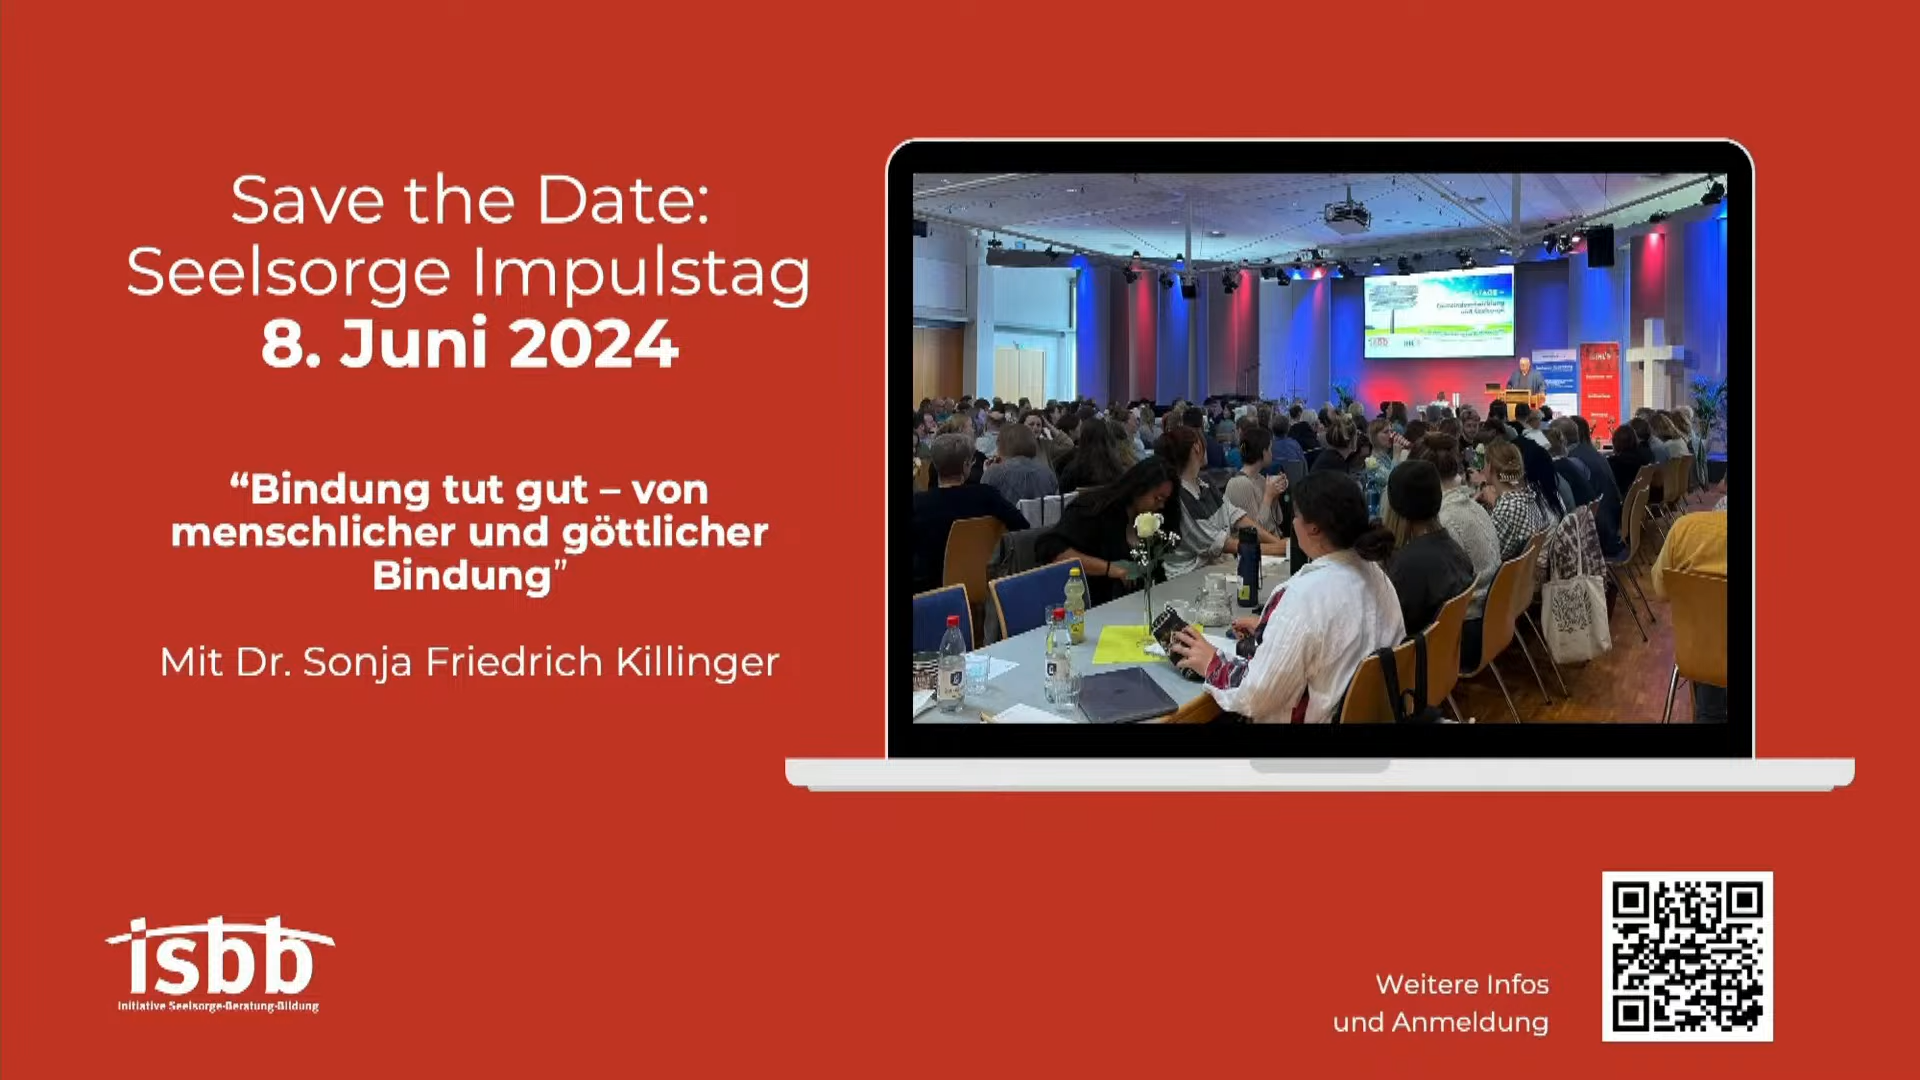 Save the Date:
Seelsorge Impulstag
8. Juni 2024
“Bindung tut gut – von
menschlicher und göttlicher
Bindung”
Mit Dr. Sonja Friedrich Killinger
isbb
Initiative Seelsorge-Beratung-Bildung
Weitere Infos
und Anmeldung